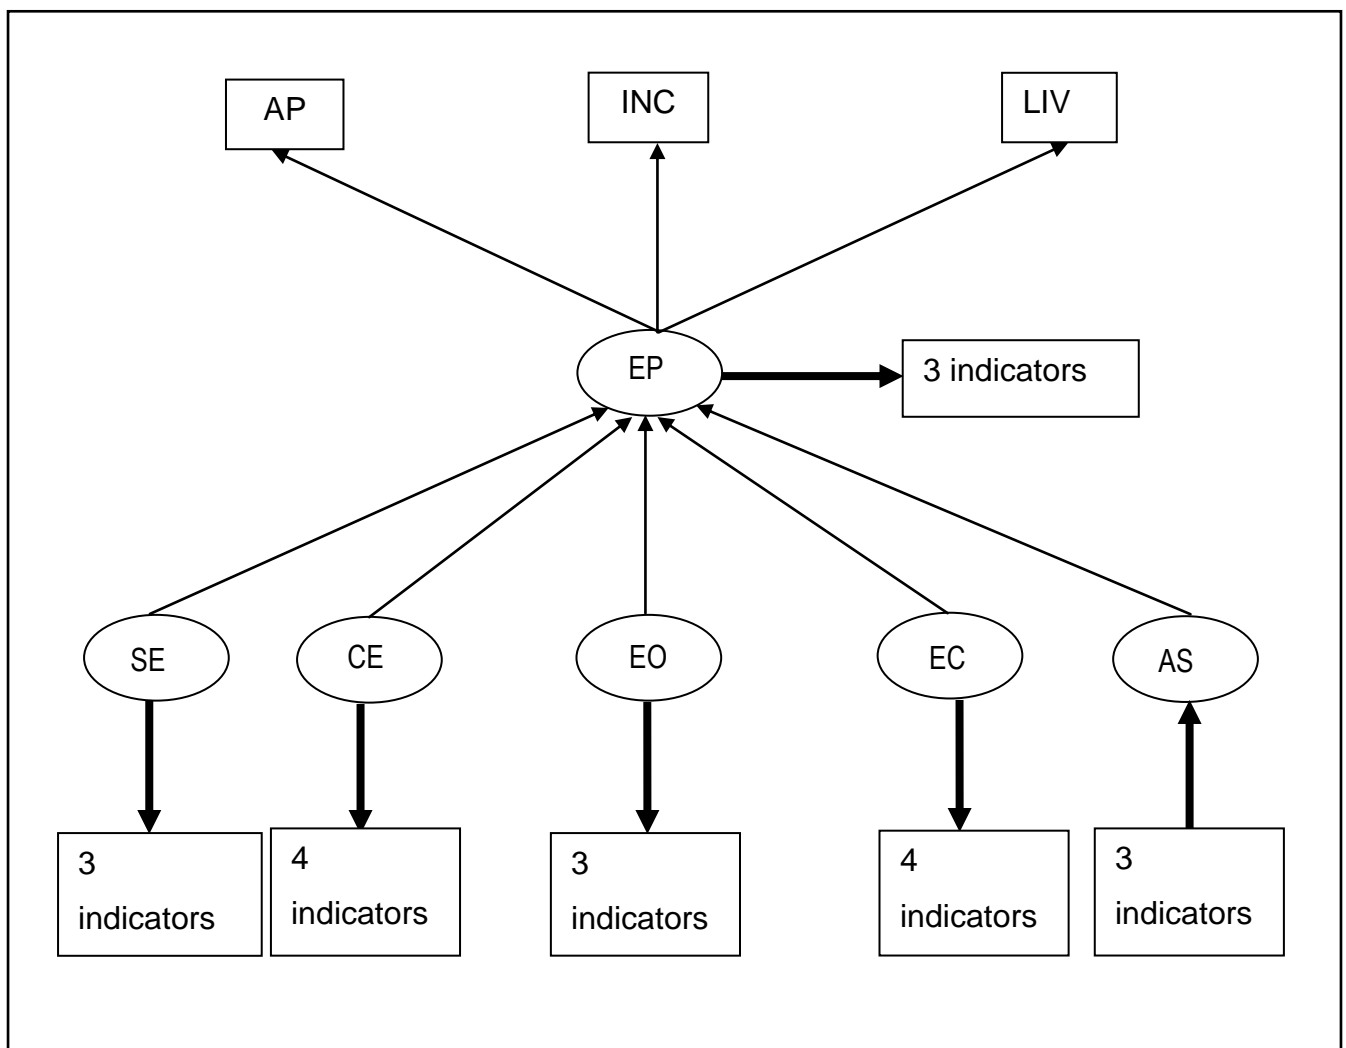 AP
INC
LIV
EP
3 indicators
SE
CE
EO
EC
AS
3
indicators
4
indicators
3
indicators
4
indicators
3
indicators